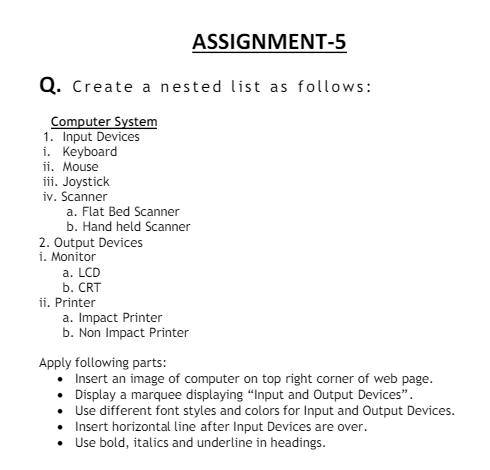 ASSIGNMENT-5
Q. Create a nested list as follows:
Computer System
1. Input Devices
i. Keyboard
ii. Mouse
iii. Joystick
iv. Scanner
a. Flat Bed Scanner
b. Hand held Scanner
2. Output Devices
i. Monitor
a. LCD
b. CRT
ii. Printer
a. Impact Printer
b. Non Impact Printer
Apply following parts:
• Insert an image of computer on top right corner of web page.
• Display a marquee displaying “Input and Output Devices”.
• Use different font styles and colors for Input and Output Devices.
• Insert horizontal line after Input Devices are over.
• Use bold, italics and underline in headings.